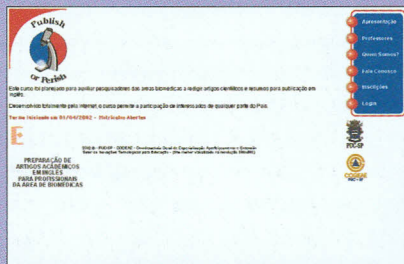 Publish
or Perish
Apresentação
Professores
Quem Somos?
Fale Conosco
Inscrições
Login
Este curso foi planejado para auxiliar pesquisadores das áreas biomédicas a redigir artigos científicos e resumos para publicação em
inglês.
Desenvolvido totalmente pela Internet, o curso permite a participação de interessados de qualquer parte do País.
Turma iniciada em 01/04/2002 - Inscrições Abertas
PUC-SP
E
PREPARAÇÃO DE
ARTIGOS ACADÊMICOS
EM INGLÊS
PARA PROFISSIONAIS
DA ÁREA DE BIOMÉDICAS
COGEAE
PUC-SP